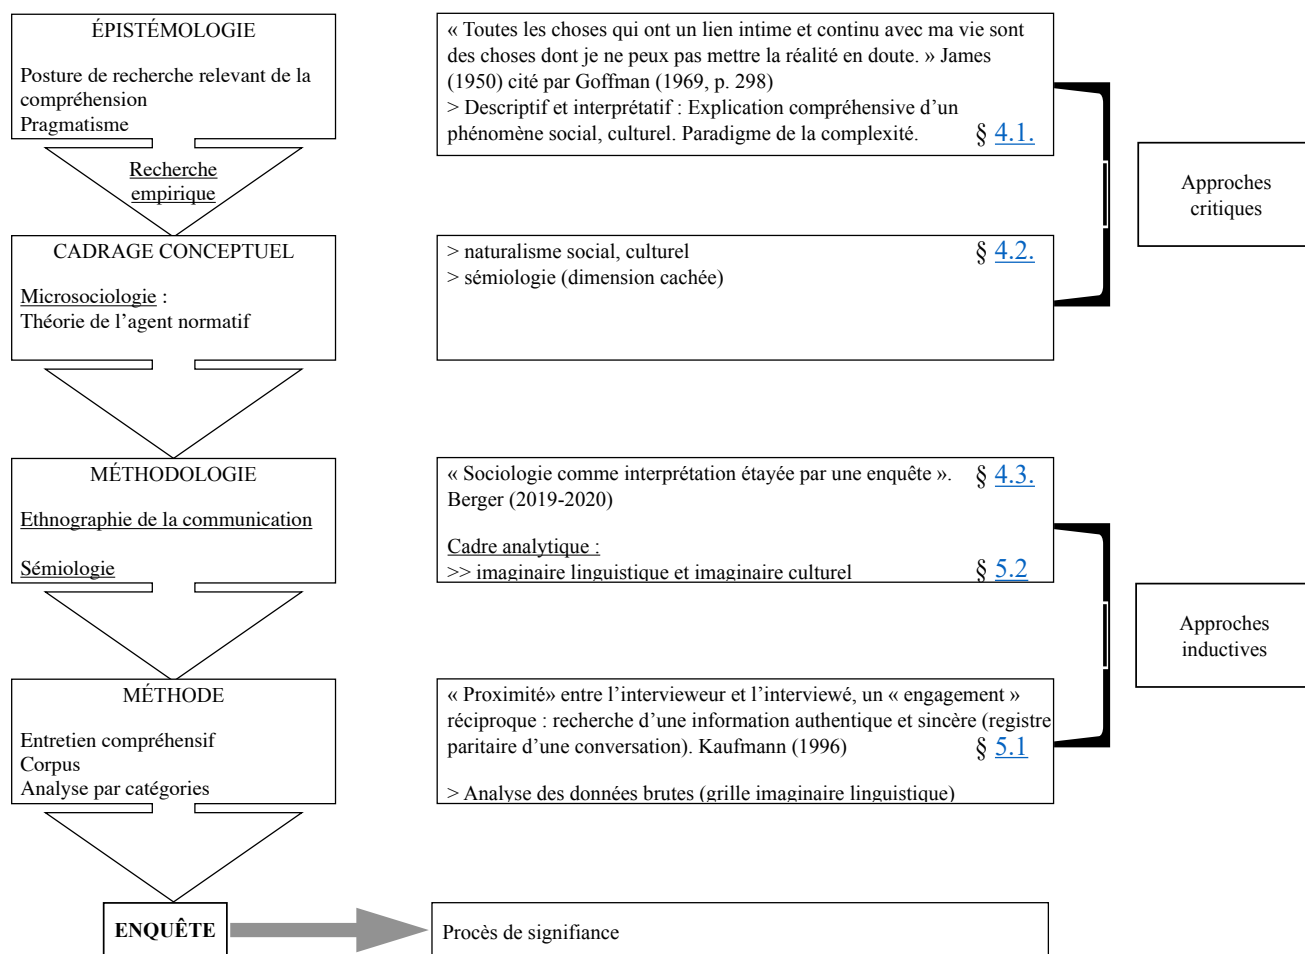 ÉPISTÉMOLOGIE
Posture de recherche relevant de la
compréhension
Pragmatisme
« Toutes les choses qui ont un lien intime et continu avec ma vie sont
des choses dont je ne peux pas mettre la réalité en doute. » James
(1950) cité par Goffman (1969, p. 298)
> Descriptif et interprétatif : Explication compréhensive d’un
phénomène social, culturel. Paradigme de la complexité. § 4.1.
Recherche
empirique
Approches
critiques
CADRAGE CONCEPTUEL
Microsociologie :
Théorie de l’agent normatif
> naturalisme social, culturel § 4.2.
> sémiologie (dimension cachée)
MÉTHODOLOGIE
Ethnographie de la communication
Sémiologie
« Sociologie comme interprétation étayée par une enquête ». § 4.3.
Berger (2019-2020)
Cadre analytique :
>> imaginaire linguistique et imaginaire culturel § 5.2
Approches
inductives
MÉTHODE
Entretien compréhensif
Corpus
Analyse par catégories
« Proximité» entre l’intervieweur et l’interviewé, un « engagement »
réciproque : recherche d’une information authentique et sincère (registre
paritaire d’une conversation). Kaufmann (1996) § 5.1
> Analyse des données brutes (grille imaginaire linguistique)
ENQUÊTE
Procès de signifiance